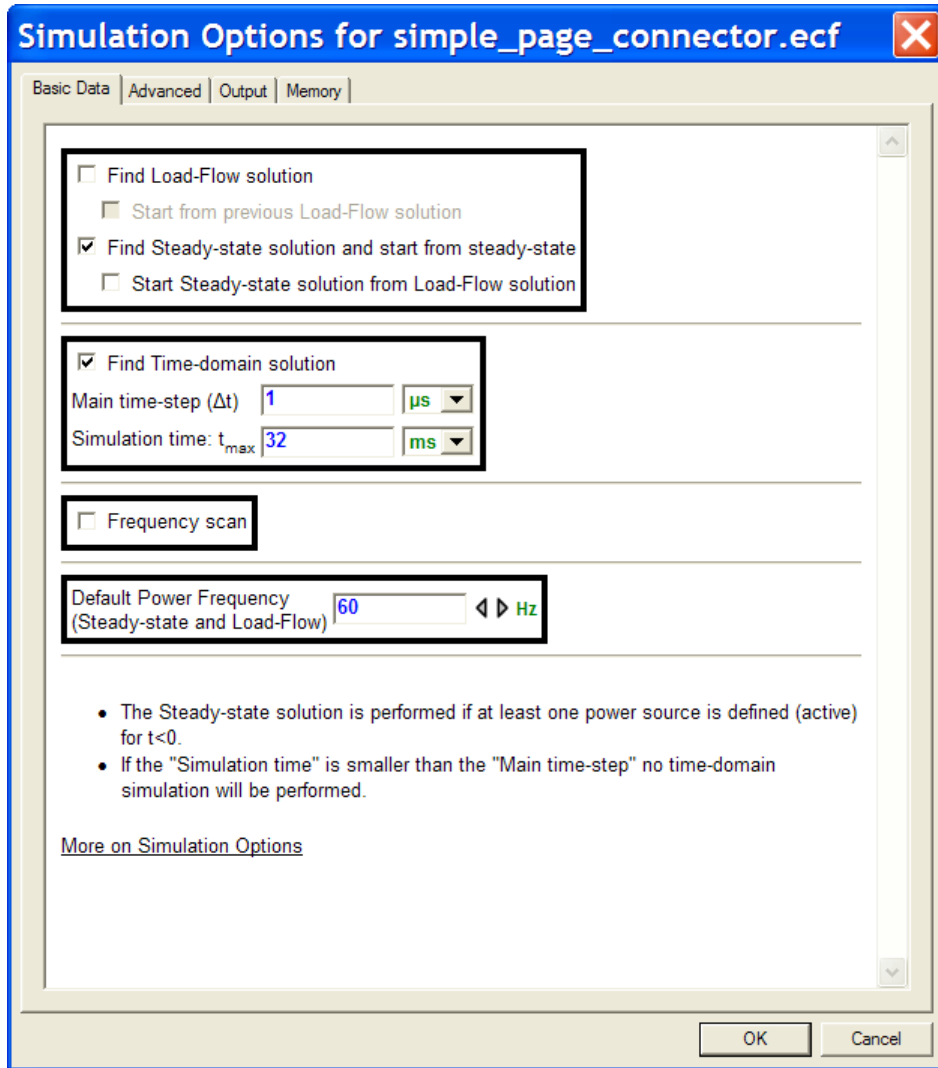 Simulation Options for simple_page_connector.ecf
Basic Data Advanced Output Memory
Find Load-Flow solution
Start from previous Load-Flow solution
Find Steady-state solution and start from steady-state
Start Steady-state solution from Load-Flow solution
Find Time-domain solution
Main time-step (Δt) 1 µs
Simulation time: tmax 32 ms
Frequency scan
Default Power Frequency
(Steady-state and Load-Flow) 60 Hz
• The Steady-state solution is performed if at least one power source is defined (active)
for t<0.
• If the "Simulation time" is smaller than the "Main time-step" no time-domain
simulation will be performed.
More on Simulation Options
OK Cancel